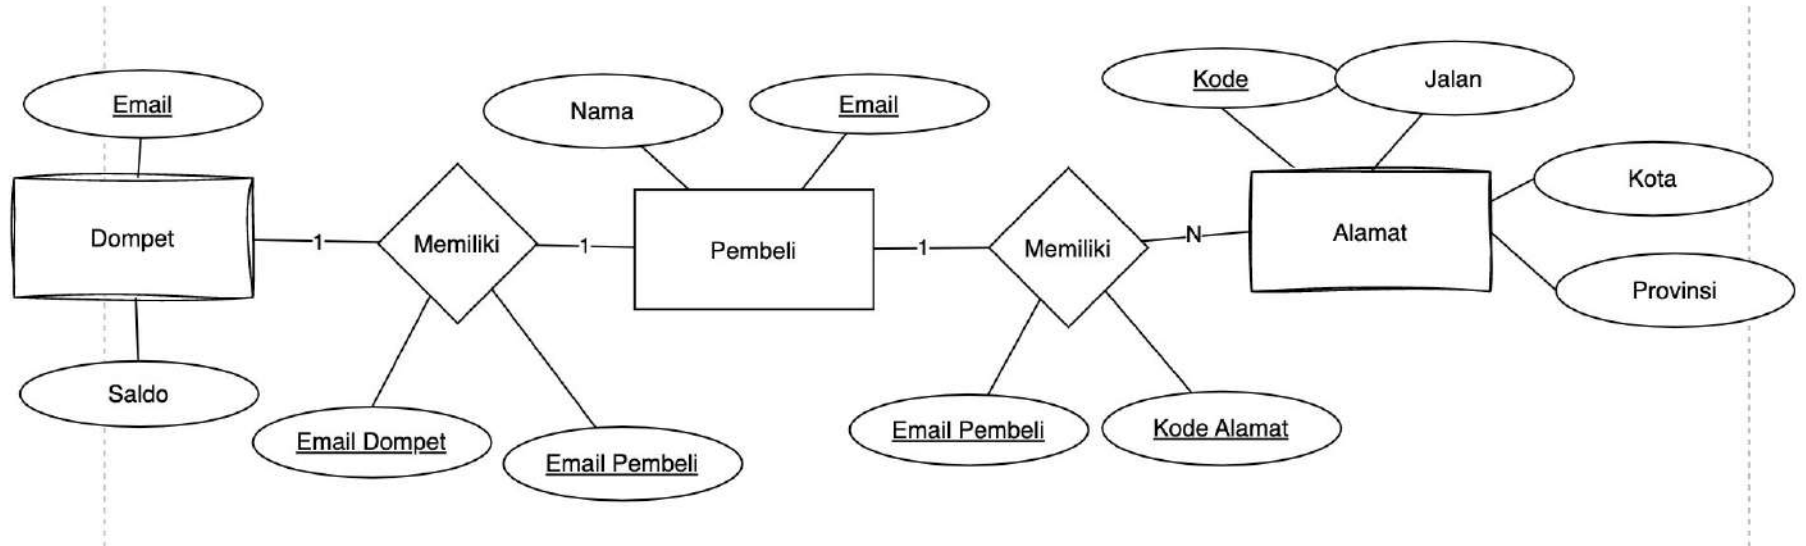 Email
Nama
Email
Kode
Jalan
Kota
Dompet
1
Memiliki
1
Pembeli
1
Memiliki
N
Alamat
Provinsi
Saldo
Email Dompet
Email Pembeli
Email Pembeli
Kode Alamat